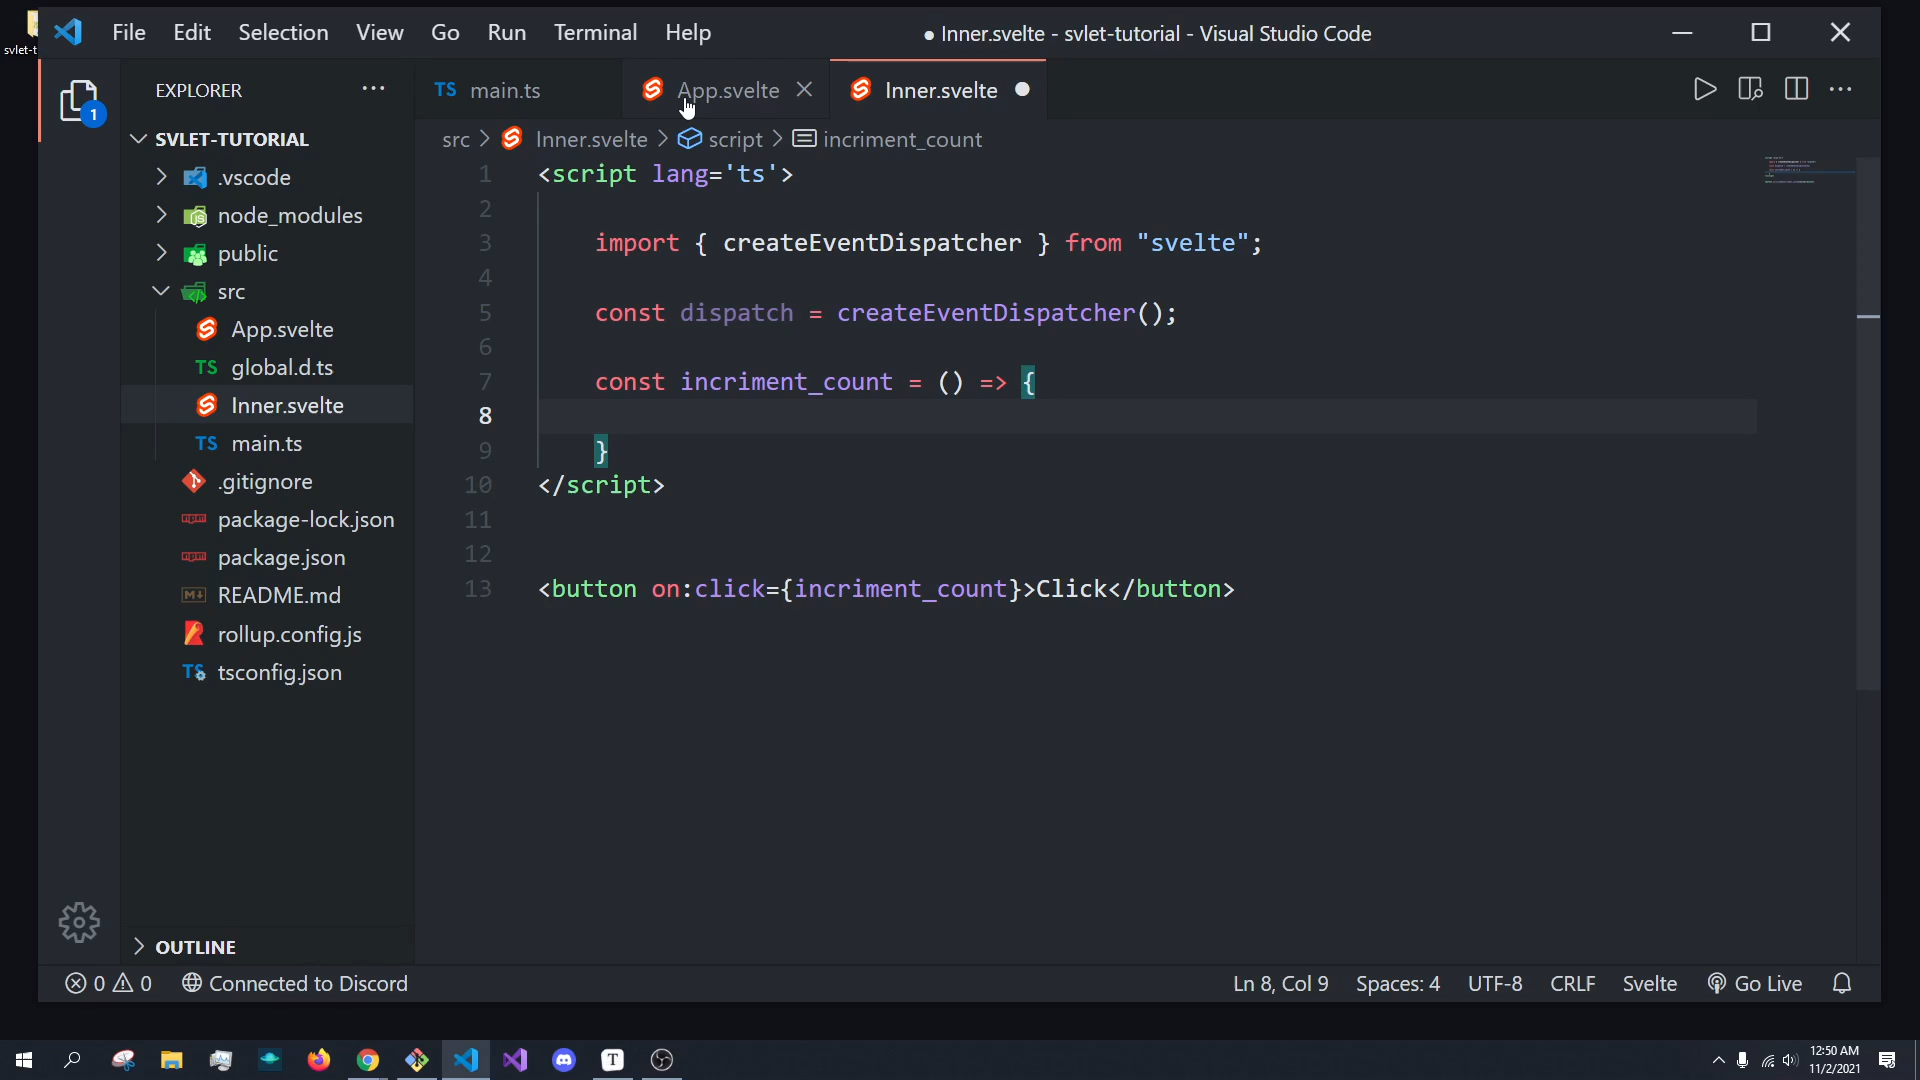 svlet-t
File Edit Selection View Go Run Terminal Help
● Inner.svelte - svlet-tutorial - Visual Studio Code
EXPLORER
TS main.ts
App.svelte
Inner.svelte
src > Inner.svelte > script > incriment_count
SVLET-TUTORIAL
.vscode
node_modules
public
src
App.svelte
TS global.d.ts
Inner.svelte
TS main.ts
.gitignore
package-lock.json
package.json
README.md
rollup.config.js
TS tsconfig.json
OUTLINE
1
1 <script lang='ts'>
2
3 import { createEventDispatcher } from "svelte";
4
5 const dispatch = createEventDispatcher();
6
7 const incriment_count = () => {
8
9 }
10 </script>
11
12
13 <button on:click={incriment_count}>Click</button>
0 0 Connected to Discord
Ln 8, Col 9 Spaces: 4 UTF-8 CRLF Svelte Go Live
T
12:50 AM
11/2/2021